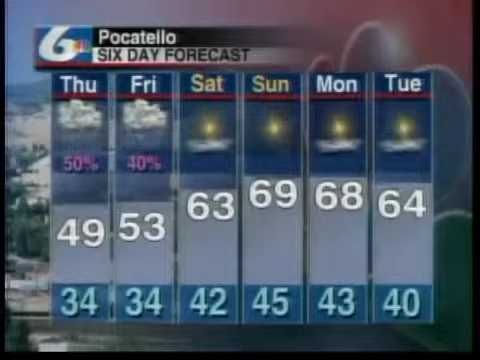 6
Pocatello
SIX DAY FORECAST
Thu Fri Sat Sun Mon Tue
50% 40%
49 53 63 69 68 64
34 34 42 45 43 40